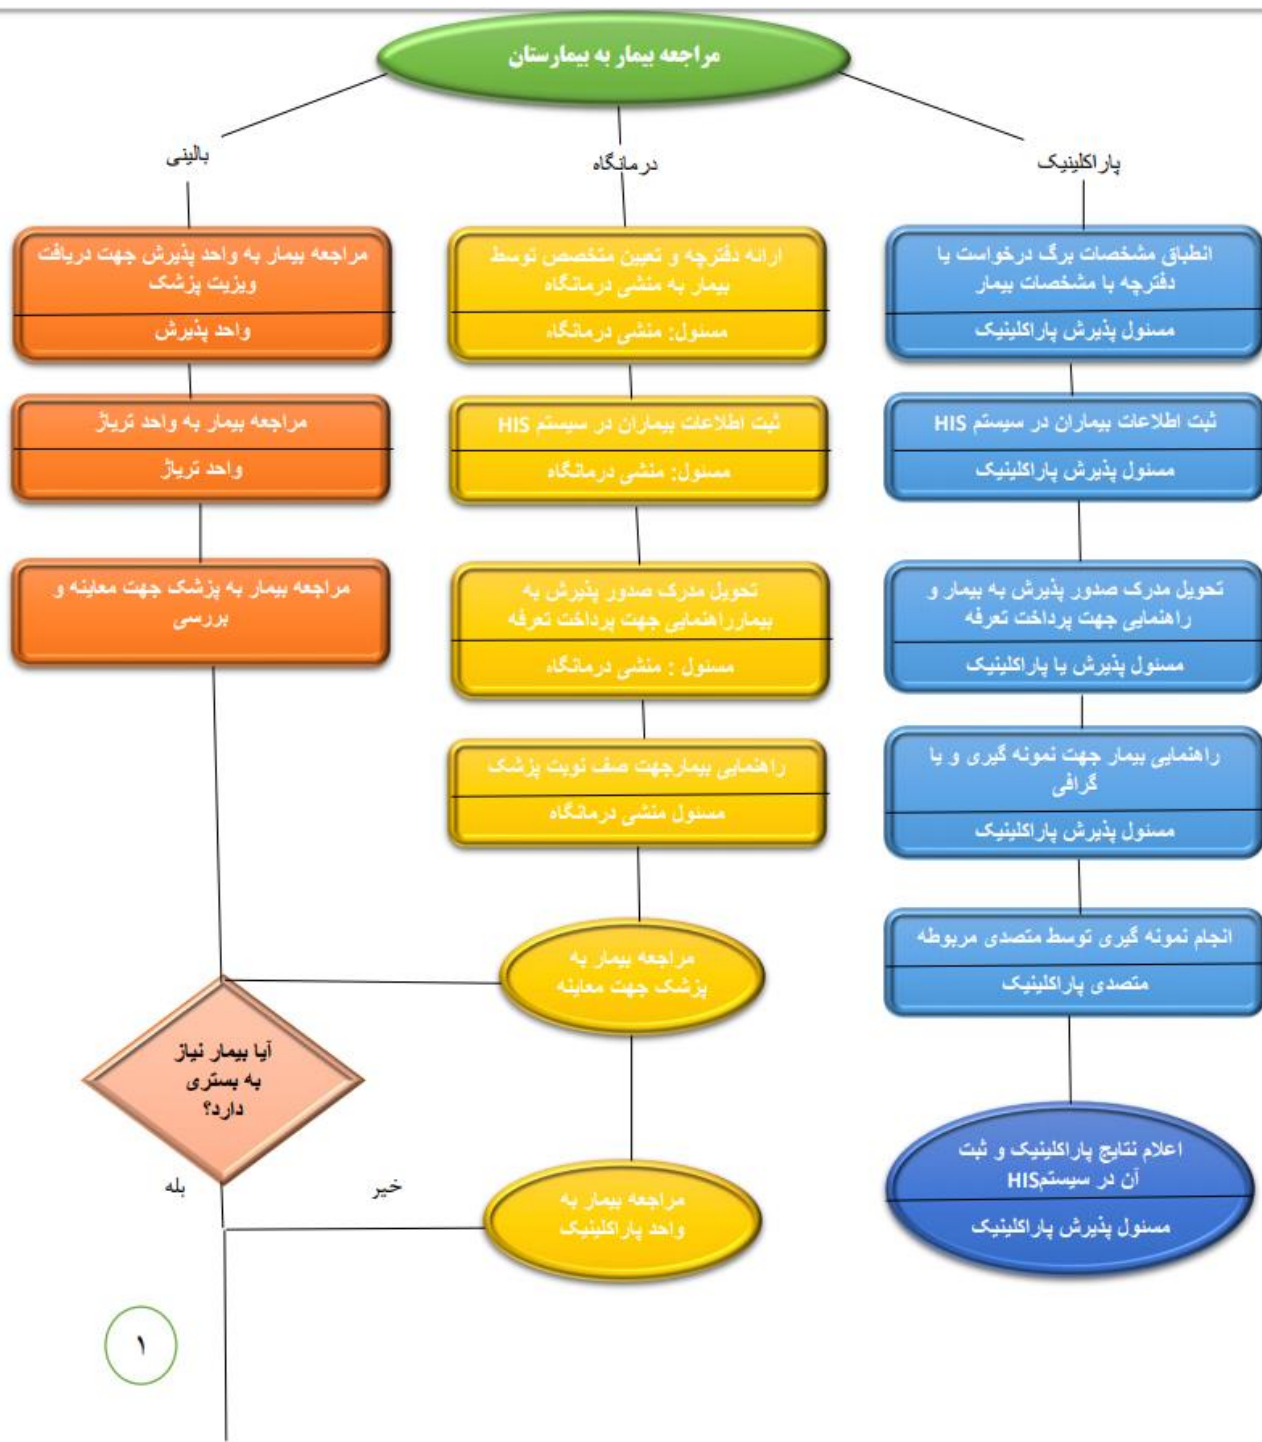 مراجعه بیمار به بیمارستان
پاراکلینیک
درمانگاه
بالینی
انطباق مشخصات برگ درخواست یا
دفترچه با مشخصات بیمار
مسئول پذیرش پاراکلینیک
ثبت اطلاعات بیماران در سیستم HIS
مسئول پذیرش پاراکلینیک
تحویل مدرک صدور پذیرش به بیمار و
راهنمایی جهت پرداخت تعرفه
مسئول پذیرش یا پاراکلینیک
راهنمایی بیمار جهت نمونه گیری و یا
گرافی
مسئول پذیرش پاراکلینیک
انجام نمونه گیری توسط متصدی مربوطه
متصدی پاراکلینیک
اعلام نتایج پاراکلینیک و ثبت
آن در سیستمHIS
مسئول پذیرش پاراکلینیک
ارائه دفترچه و تعیین متخصص توسط
بیمار به منشی درمانگاه
مسئول: منشی درمانگاه
ثبت اطلاعات بیماران در سیستم HIS
مسئول: منشی درمانگاه
تحویل مدرک صدور پذیرش به
بیمارراهنمایی جهت پرداخت تعرفه
مسئول : منشی درمانگاه
راهنمایی بیمارجهت صف نوبت پزشک
مسئول منشی درمانگاه
مراجعه بیمار به
پزشک جهت معاینه
مراجعه بیمار به
واحد پاراکلینیک
مراجعه بیمار به واحد پذیرش جهت دریافت
ویزیت پزشک
واحد پذیرش
مراجعه بیمار به واحد تریاژ
واحد تریاژ
مراجعه بیمار به پزشک جهت معاینه و
بررسی
آیا بیمار نیاز
به بستری
دارد؟
خیر
بله
۱